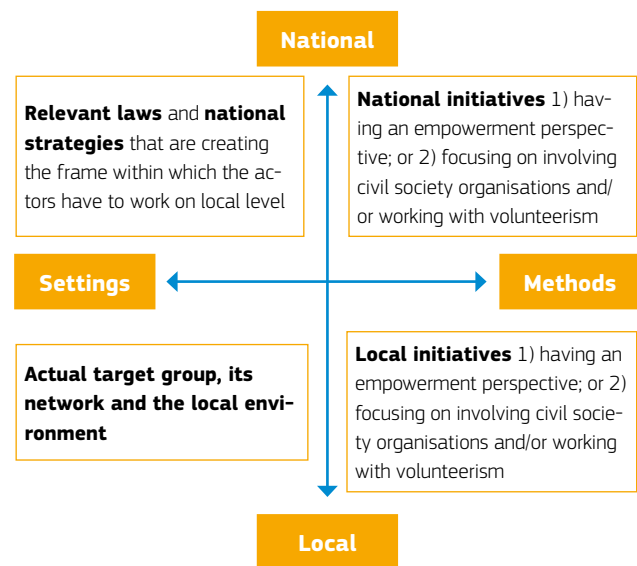 National
Relevant laws and national
strategies that are creating
the frame within which the ac-
tors have to work on local level
National initiatives 1) hav-
ing an empowerment perspec-
tive; or 2) focusing on involving
civil society organisations and/
or working with volunteerism
Settings
Methods
Actual target group, its
network and the local envi-
ronment
Local initiatives 1) having an
empowerment perspective; or 2)
focusing on involving civil socie-
ty organisations and/or working
with volunteerism
Local